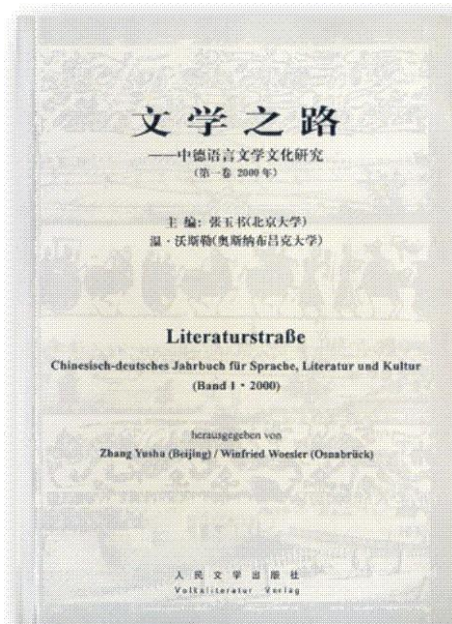 文学之路
——中德语言文学文化研究
(第一卷 2000年)
主 编: 张玉书(北京大学)
温·沃斯勒(奥斯纳布吕克大学)
Literaturstraße
Chinesisch-deutsches Jahrbuch für Sprache, Literatur und Kultur
(Band 1 · 2000)
herausgegeben von
Zhang Yushu (Beijing) / Winfried Woesler (Osnabrück)
人民文学出版社
Volksliteratur Verlag